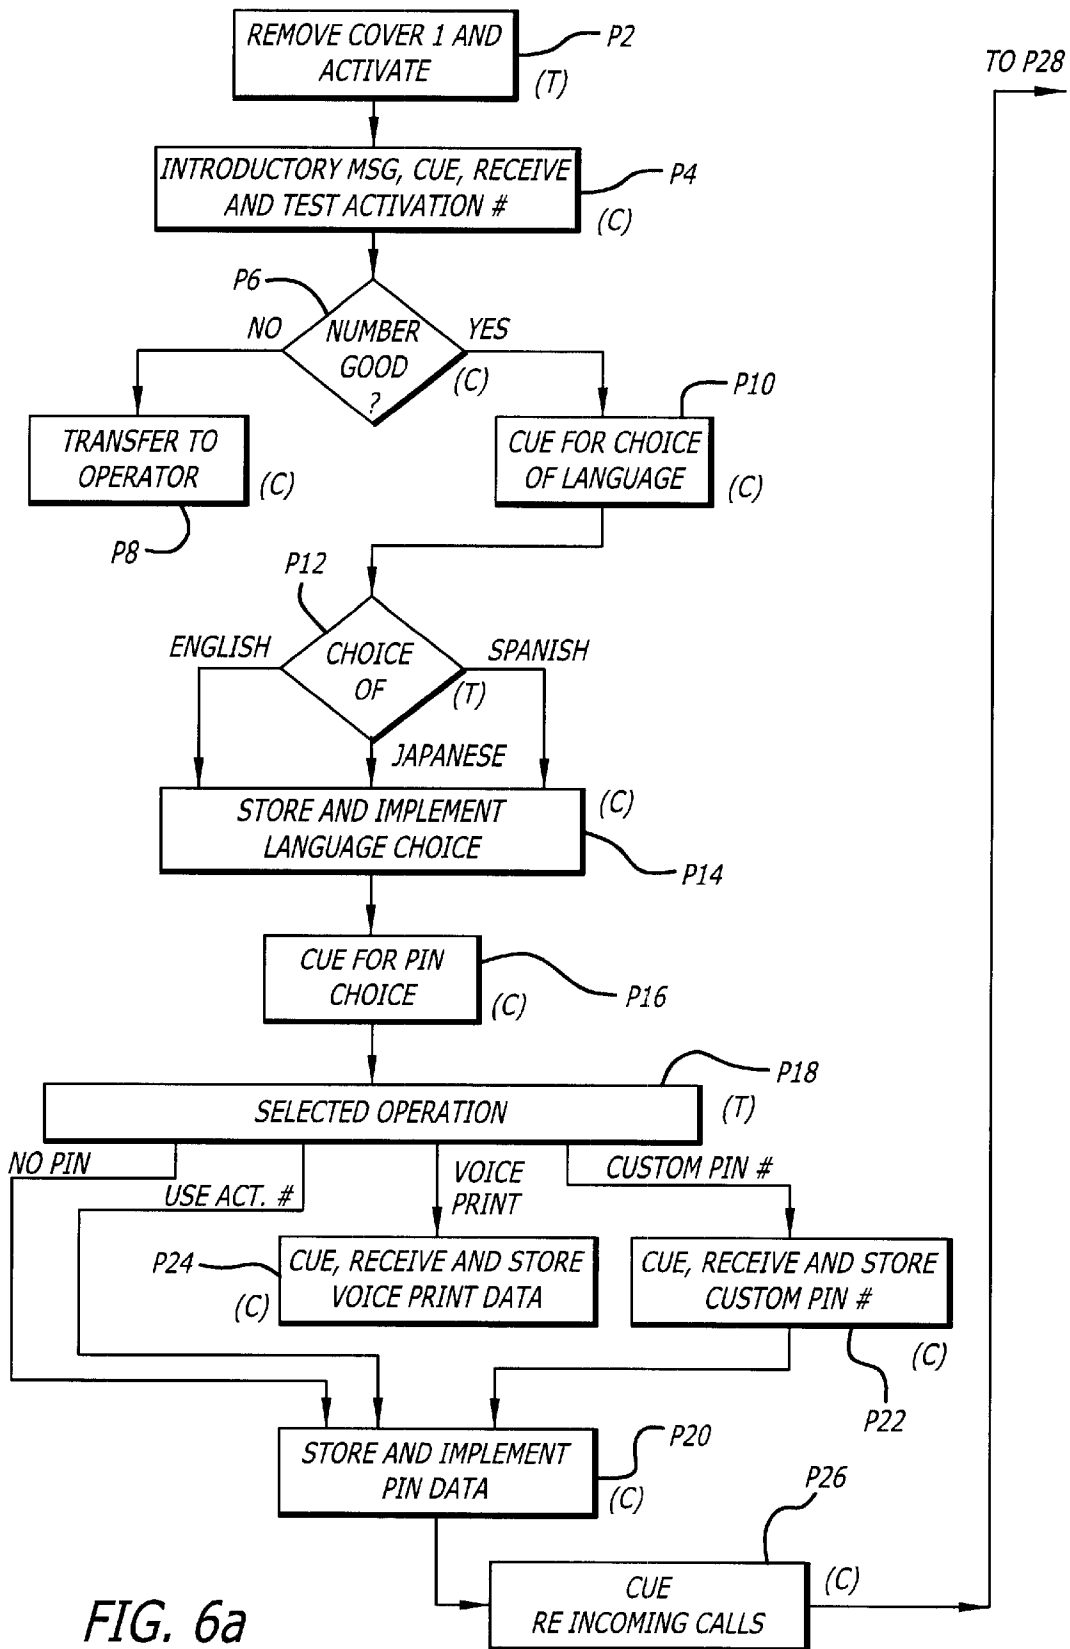 REMOVE COVER 1 AND
ACTIVATE
P2
(T)
TO P28
INTRODUCTORY MSG, CUE, RECEIVE
AND TEST ACTIVATION #
P4
(C)
P6
NO
NUMBER
GOOD
?
YES
(C)
P10
TRANSFER TO
OPERATOR
(C)
P8
CUE FOR CHOICE
OF LANGUAGE
(C)
P12
ENGLISH
CHOICE
OF
SPANISH
(T)
JAPANESE
STORE AND IMPLEMENT
LANGUAGE CHOICE
(C)
P14
CUE FOR PIN
CHOICE
P16
(C)
P18
SELECTED OPERATION
(T)
NO PIN
USE ACT. #
VOICE
PRINT
CUSTOM PIN #
P24
(C)
CUE, RECEIVE AND STORE
VOICE PRINT DATA
CUE, RECEIVE AND STORE
CUSTOM PIN #
(C)
P22
STORE AND IMPLEMENT
PIN DATA
P20
(C)
P26
CUE
RE INCOMING CALLS
(C)
FIG. 6a